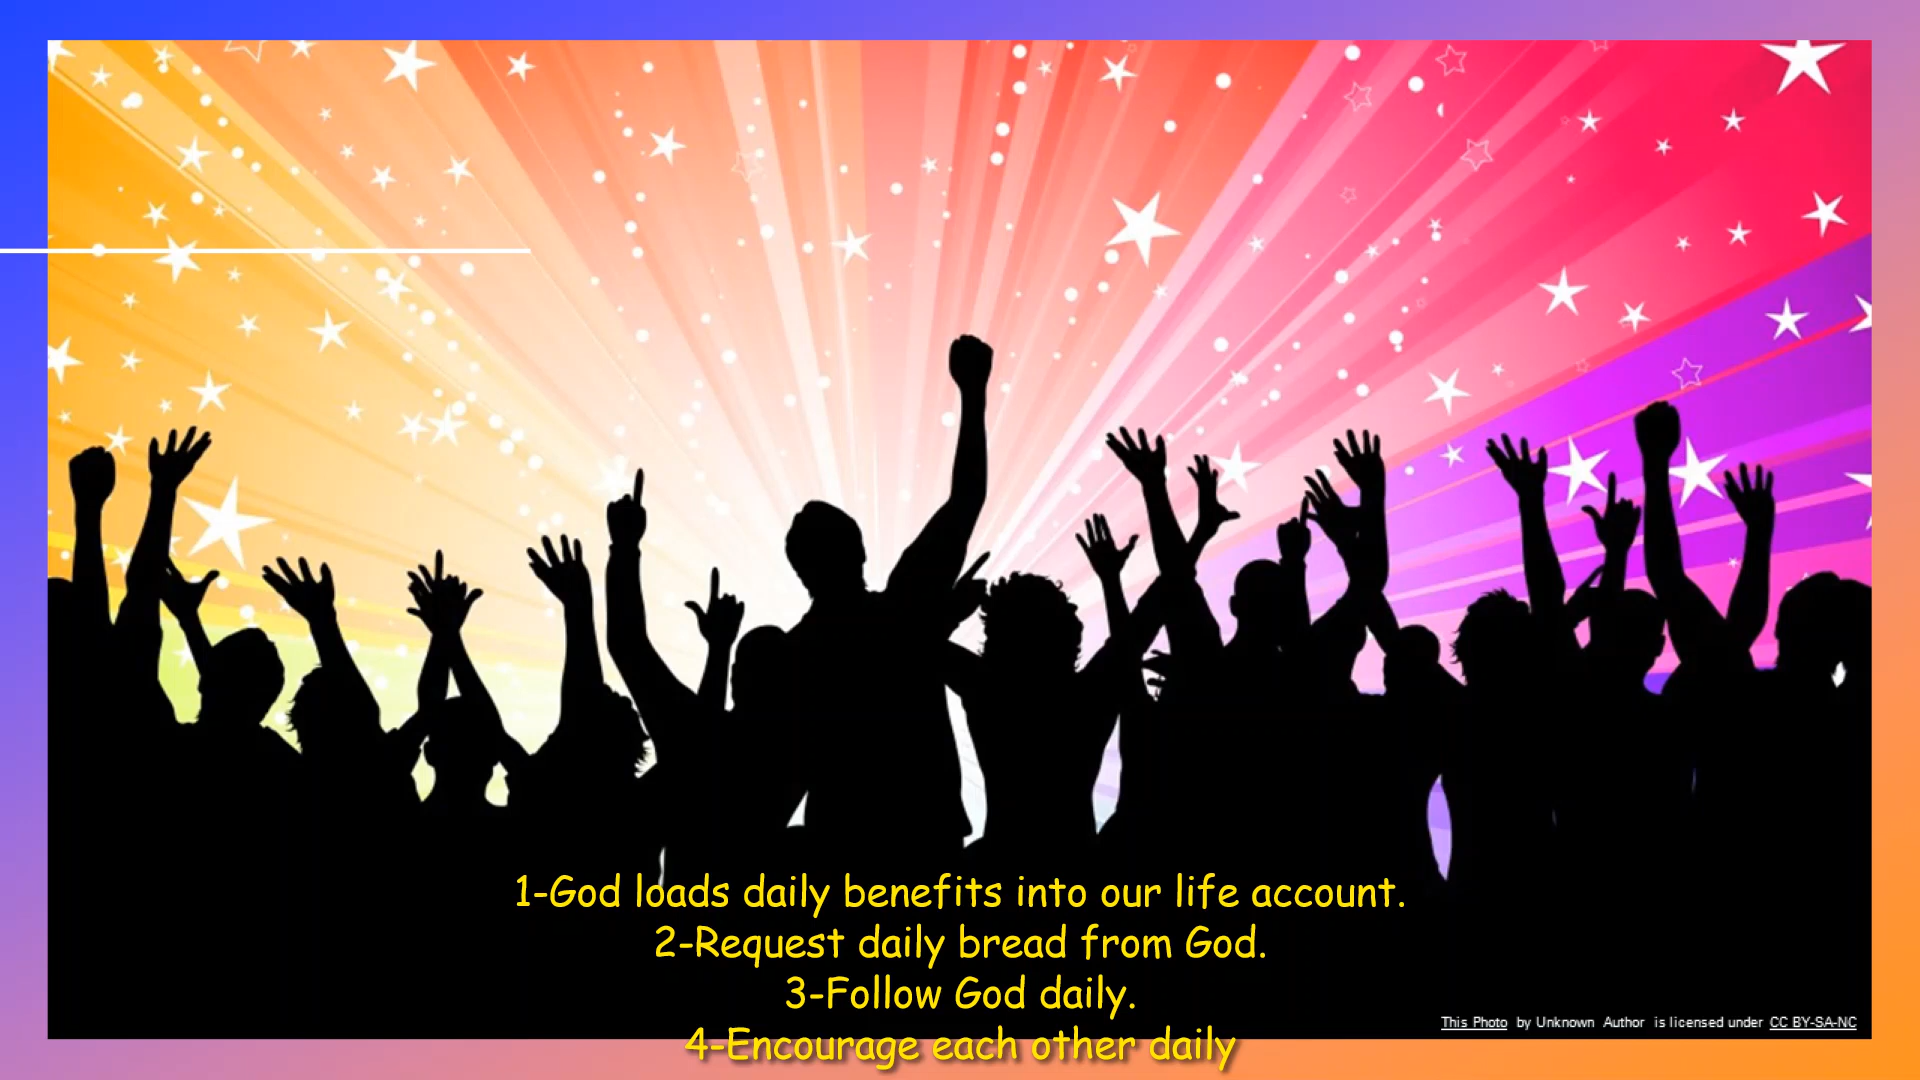 1-God loads daily benefits into our life account.
2-Request daily bread from God.
3-Follow God daily.
4-Encourage each other daily
This Photo by Unknown Author is licensed under CC BY-SA-NC